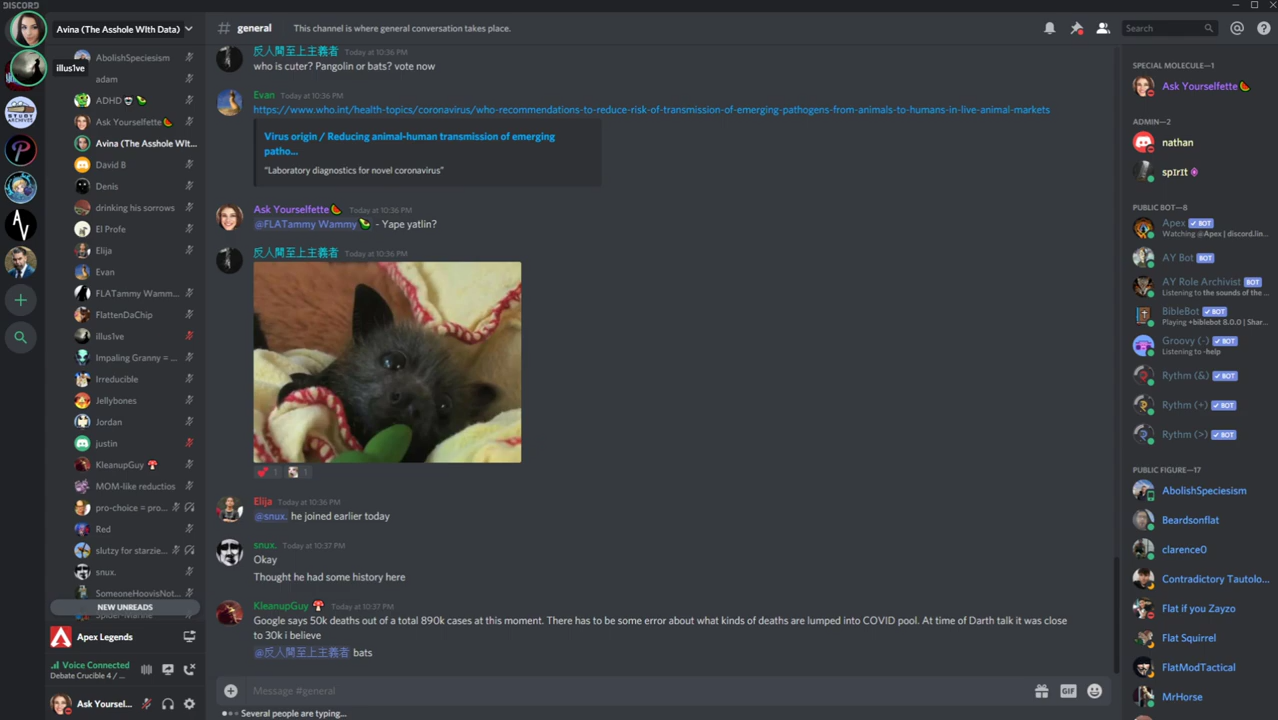 DISCORD
Avina (The Asshole WIth Data)
illus1ve
AbolishSpeciesism
adam
ADHD
Ask Yourselfette
Avina (The Asshole WIt...
David B
Denis
drinking his sorrows
El Profe
Elija
Evan
FLATammy Wamm...
FlattenDaChip
illus1ve
Impaling Granny = ...
Irreducible
Jellybones
Jordan
justin
KleanupGuy
MOM-like reductios
pro-choice = pro...
Red
slutzy for starzie...
snux.
SomeoneHoovisNot...
NEW UNREADS
Apex Legends
Voice Connected
Debate Crucible 4 / ...
Ask Yoursel...
# general
This channel is where general conversation takes place.
Search
反人間至上主義者 Today at 10:36 PM
who is cuter? Pangolin or bats? vote now
Evan Today at 10:36 PM
https://www.who.int/health-topics/coronavirus/who-recommendations-to-reduce-risk-of-transmission-of-emerging-pathogens-from-animals-to-humans-in-live-animal-markets
Virus origin / Reducing animal-human transmission of emerging
patho...
"Laboratory diagnostics for novel coronavirus"
Ask Yourselfette Today at 10:36 PM
@FLATammy Wammy - Yape yatlin?
反人間至上主義者 Today at 10:36 PM
1 1
Elija Today at 10:36 PM
@snux. he joined earlier today
snux. Today at 10:37 PM
Okay
Thought he had some history here
KleanupGuy Today at 10:37 PM
Google says 50k deaths out of a total 890k cases at this moment. There has to be some error about what kinds of deaths are lumped into COVID pool. At time of Darth talk it was close
to 30k i believe
@反人間至上主義者 bats
Message #general
GIF
Several people are typing...
SPECIAL MOLECULE—1
Ask Yourselfette
ADMIN—2
nathan
sp1r1t
PUBLIC BOT—8
Apex BOT
Watching @Apex | discord.in...
AY Bot BOT
AY Role Archivist BOT
Listening to the sounds of the ...
BibleBot BOT
Playing +biblebot 8.0.0 | Shar...
Groovy (-) BOT
Listening to -help
Rythm (&) BOT
Rythm (+) BOT
Rythm (>) BOT
PUBLIC FIGURE—17
AbolishSpeciesism
Beardsonflat
clarence0
Contradictory Tautolo...
Flat if you Zayzo
Flat Squirrel
FlatModTactical
MrHorse